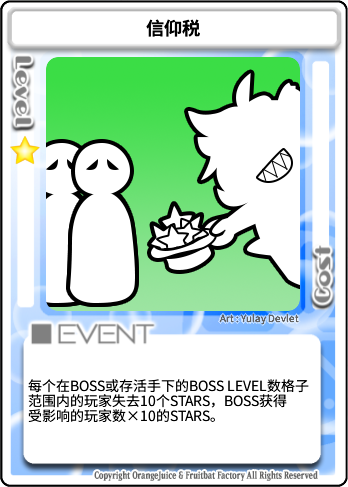 信仰税
Level
Cost
Art : Yulay Devlet
EVENT
每个在BOSS或存活手下的BOSS LEVEL数格子
范围内的玩家失去10个STARS，BOSS获得
受影响的玩家数×10的STARS。
Copyright OrangeJuice & Fruitbat Factory All Rights Reserved